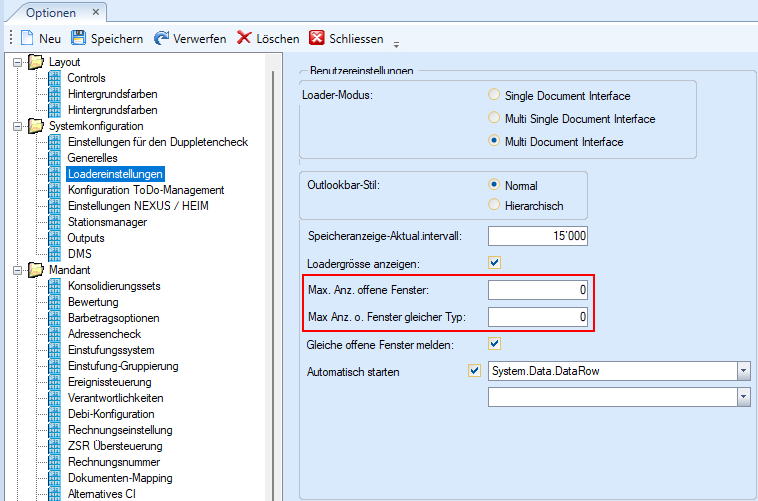 Optionen ×
Neu Speichern Verwerfen Löschen Schliessen
Layout
Controls
Hintergrundsfarben
Hintergrundsfarben
Systemkonfiguration
Einstellungen für den Duppletencheck
Generelles
Loadereinstellungen
Konfiguration ToDo-Management
Einstellungen NEXUS / HEIM
Stationsmanager
Outputs
DMS
Mandant
Konsolidierungssets
Bewertung
Barbetragsoptionen
Adressencheck
Einstufungssystem
Einstufung-Gruppierung
Ereignissteuerung
Verantwortlichkeiten
Debi-Konfiguration
Rechnungseinstellung
ZSR Übersteuerung
Rechnungsnummer
Dokumenten-Mapping
Alternatives CI
Benutzereinstellungen
Loader-Modus:
Single Document Interface
Multi Single Document Interface
Multi Document Interface
Outlookbar-Stil:
Normal
Hierarchisch
Speicheranzeige-Aktual.intervall: 15'000
Loadergrösse anzeigen:
Max. Anz. offene Fenster: 0
Max Anz. o. Fenster gleicher Typ: 0
Gleiche offene Fenster melden:
Automatisch starten System.Data.DataRow